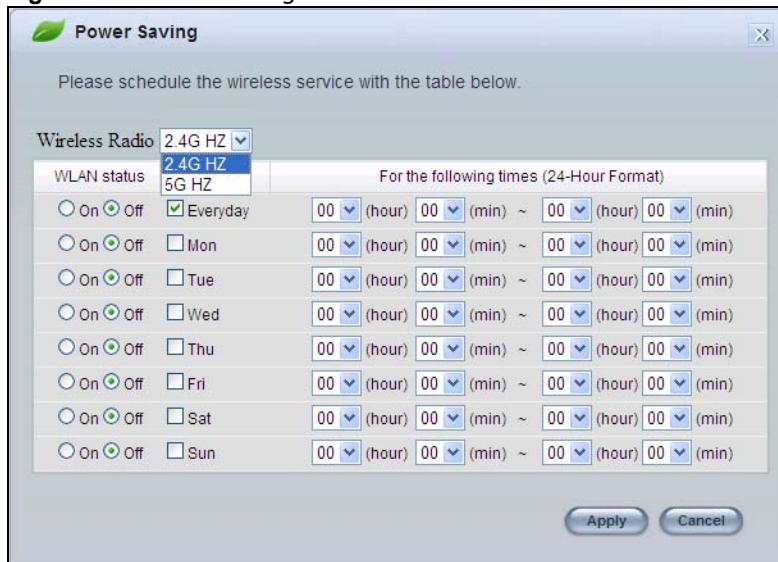 Power Saving
Please schedule the wireless service with the table below.
Wireless Radio 2.4G HZ
2.4G HZ
5G HZ
WLAN status For the following times (24-Hour Format)
On Off Everyday 00 (hour) 00 (min) ~ 00 (hour) 00 (min)
On Off Mon 00 (hour) 00 (min) ~ 00 (hour) 00 (min)
On Off Tue 00 (hour) 00 (min) ~ 00 (hour) 00 (min)
On Off Wed 00 (hour) 00 (min) ~ 00 (hour) 00 (min)
On Off Thu 00 (hour) 00 (min) ~ 00 (hour) 00 (min)
On Off Fri 00 (hour) 00 (min) ~ 00 (hour) 00 (min)
On Off Sat 00 (hour) 00 (min) ~ 00 (hour) 00 (min)
On Off Sun 00 (hour) 00 (min) ~ 00 (hour) 00 (min)
Apply Cancel